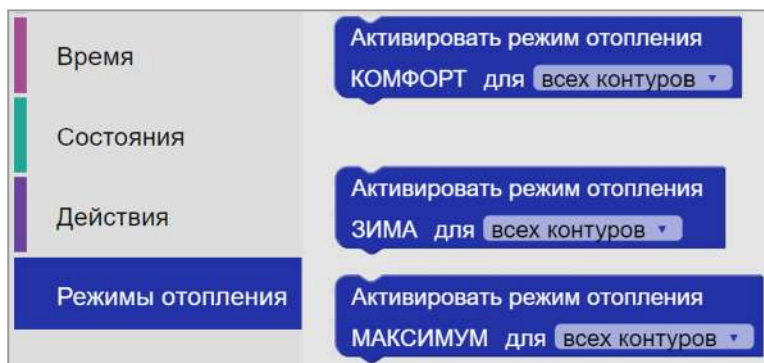 Время
Состояния
Действия
Режимы отопления
Активировать режим отопления
КОМФОРТ для всех контуров
Активировать режим отопления
ЗИМА для всех контуров
Активировать режим отопления
МАКСИМУМ для всех контуров